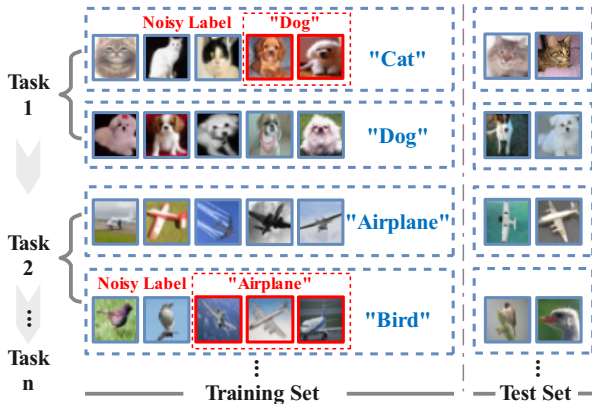 Noisy Label "Dog"
"Cat"
Task
1
"Dog"
"Airplane"
Task
2
Noisy Label "Airplane"
"Bird"
...
Task
n
...
...
Training Set
Test Set